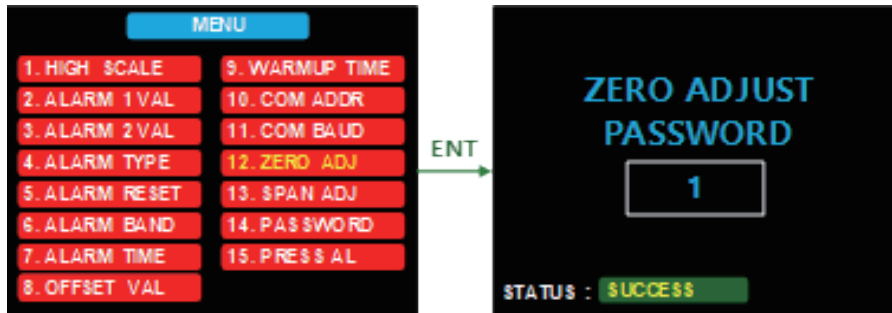 MENU
1. HIGH SCALE
2. ALARM 1 VAL
3. ALARM 2 VAL
4. ALARM TYPE
5. ALARM RESET
6. ALARM BAND
7. ALARM TIME
8. OFFSET VAL
9. WARMUP TIME
10. COM ADDR
11. COM BAUD
12. ZERO ADJ
13. SPAN ADJ
14. PASSWORD
15. PRESS AL
ENT
ZERO ADJUST
PASSWORD
1
STATUS : SUCCESS